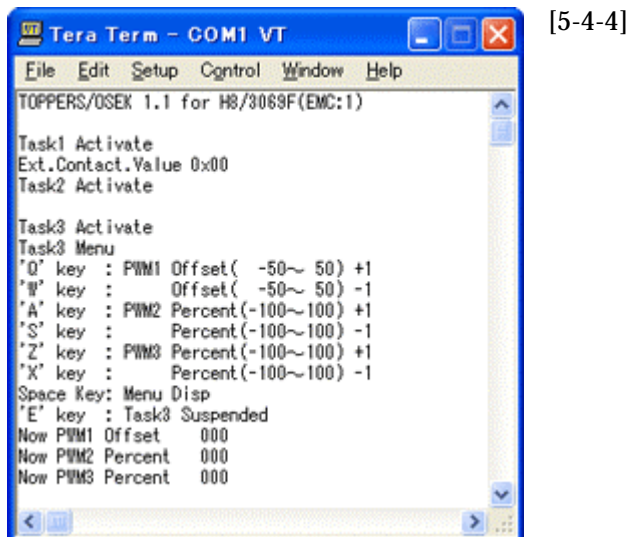 Tera Term - COM1 VT
[5-4-4]
File Edit Setup Control Window Help
TOPPERS/OSEK 1.1 for H8/3069F(EMC:1)
Task1 Activate
Ext.Contact.Value 0x00
Task2 Activate
Task3 Activate
Task3 Menu
'Q' key : PWM1 Offset( -50～ 50) +1
'W' key : Offset( -50～ 50) -1
'A' key : PWM2 Percent(-100～100) +1
'S' key : Percent(-100～100) -1
'Z' key : PWM3 Percent(-100～100) +1
'X' key : Percent(-100～100) -1
Space Key: Menu Disp
'E' key : Task3 Suspended
Now PWM1 Offset 000
Now PWM2 Percent 000
Now PWM3 Percent 000